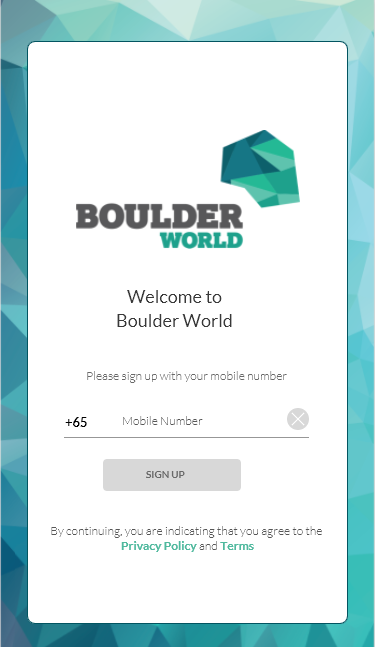 BOULDER
WORLD
Welcome to
Boulder World
Please sign up with your mobile number
+65 Mobile Number
SIGN UP
By continuing, you are indicating that you agree to the
Privacy Policy and Terms